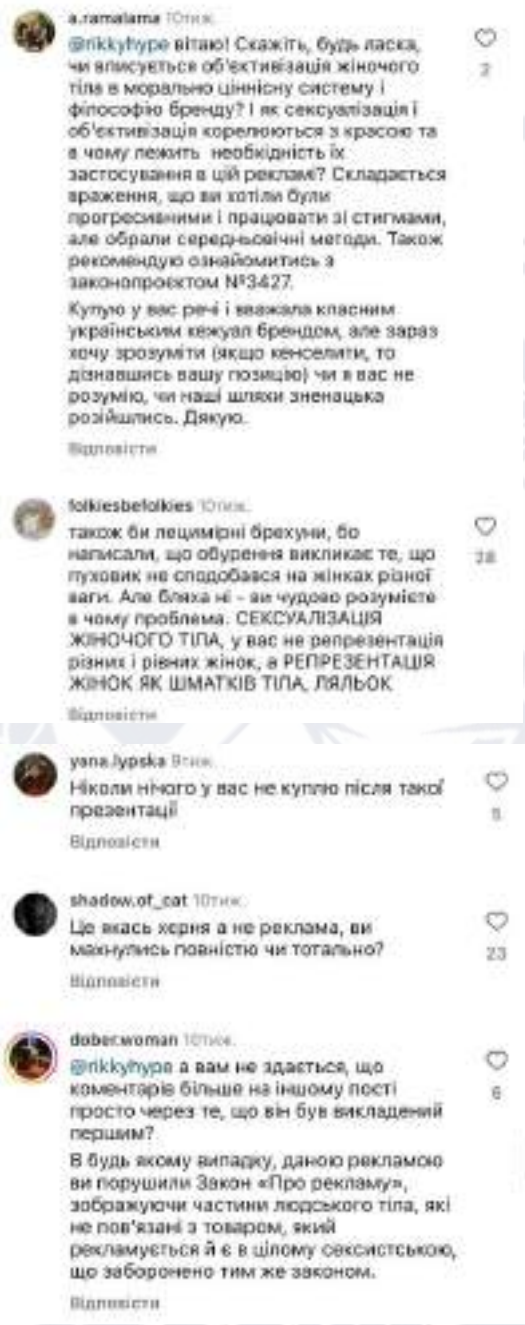 a.ramalama 10тиж.
@rikkyhype вітаю! Скажіть, будь ласка,
чи вписується об'єктивізація жіночого
тіла в морально ціннісну систему і
філософію бренду? І як сексуалізація і
об'єктивізація корелюються з красою та
в чому лежить необхідність їх
застосування в цій рекламі? Складається
враження, що ви хотіли були
прогресивними і працювати зі стигмами,
але обрали середньовічні методи. Також
рекомендую ознайомитись з
законопроєктом №3427.
Купую у вас речі і вважала класним
українським кежуал брендом, але зараз
хочу зрозуміти (якщо кенселити, то
дізнавшись вашу позицію) чи я вас не
розумію, чи наші шляхи зненацька
розійшлись. Дякую.
2
Відповісти
folkiesbefolkies 10тиж.
також би лецимірні брехуни, бо
написали, що обурення викликає те, що
пуховик не сподобався на жінках різної
ваги. Але бляха ні - ви чудово розумієте
в чому проблема. СЕКСУАЛІЗАЦІЯ
ЖІНОЧОГО ТІЛА, у вас не репрезентація
різних і рівних жінок, а РЕПРЕЗЕНТАЦІЯ
ЖІНОК ЯК ШМАТКІВ ТІЛА, ЛЯЛЬОК
28
Відповісти
yana.lypska 9тиж.
Ніколи нічого у вас не куплю після такої
презентації
5
Відповісти
shadow.of_cat 10тиж.
Це якась херня а не реклама, ви
махнулись повністю чи тотально?
23
Відповісти
dober.woman 10тиж.
@rikkyhype а вам не здається, що
коментарів більше на іншому пості
просто через те, що він був викладений
першим?
В будь якому випадку, даною рекламою
ви порушили Закон «Про рекламу»,
зображуючи частини людського тіла, які
не пов'язані з товаром, який
рекламується й є в цілому сексистською,
що заборонено тим же законом.
6
Відповісти